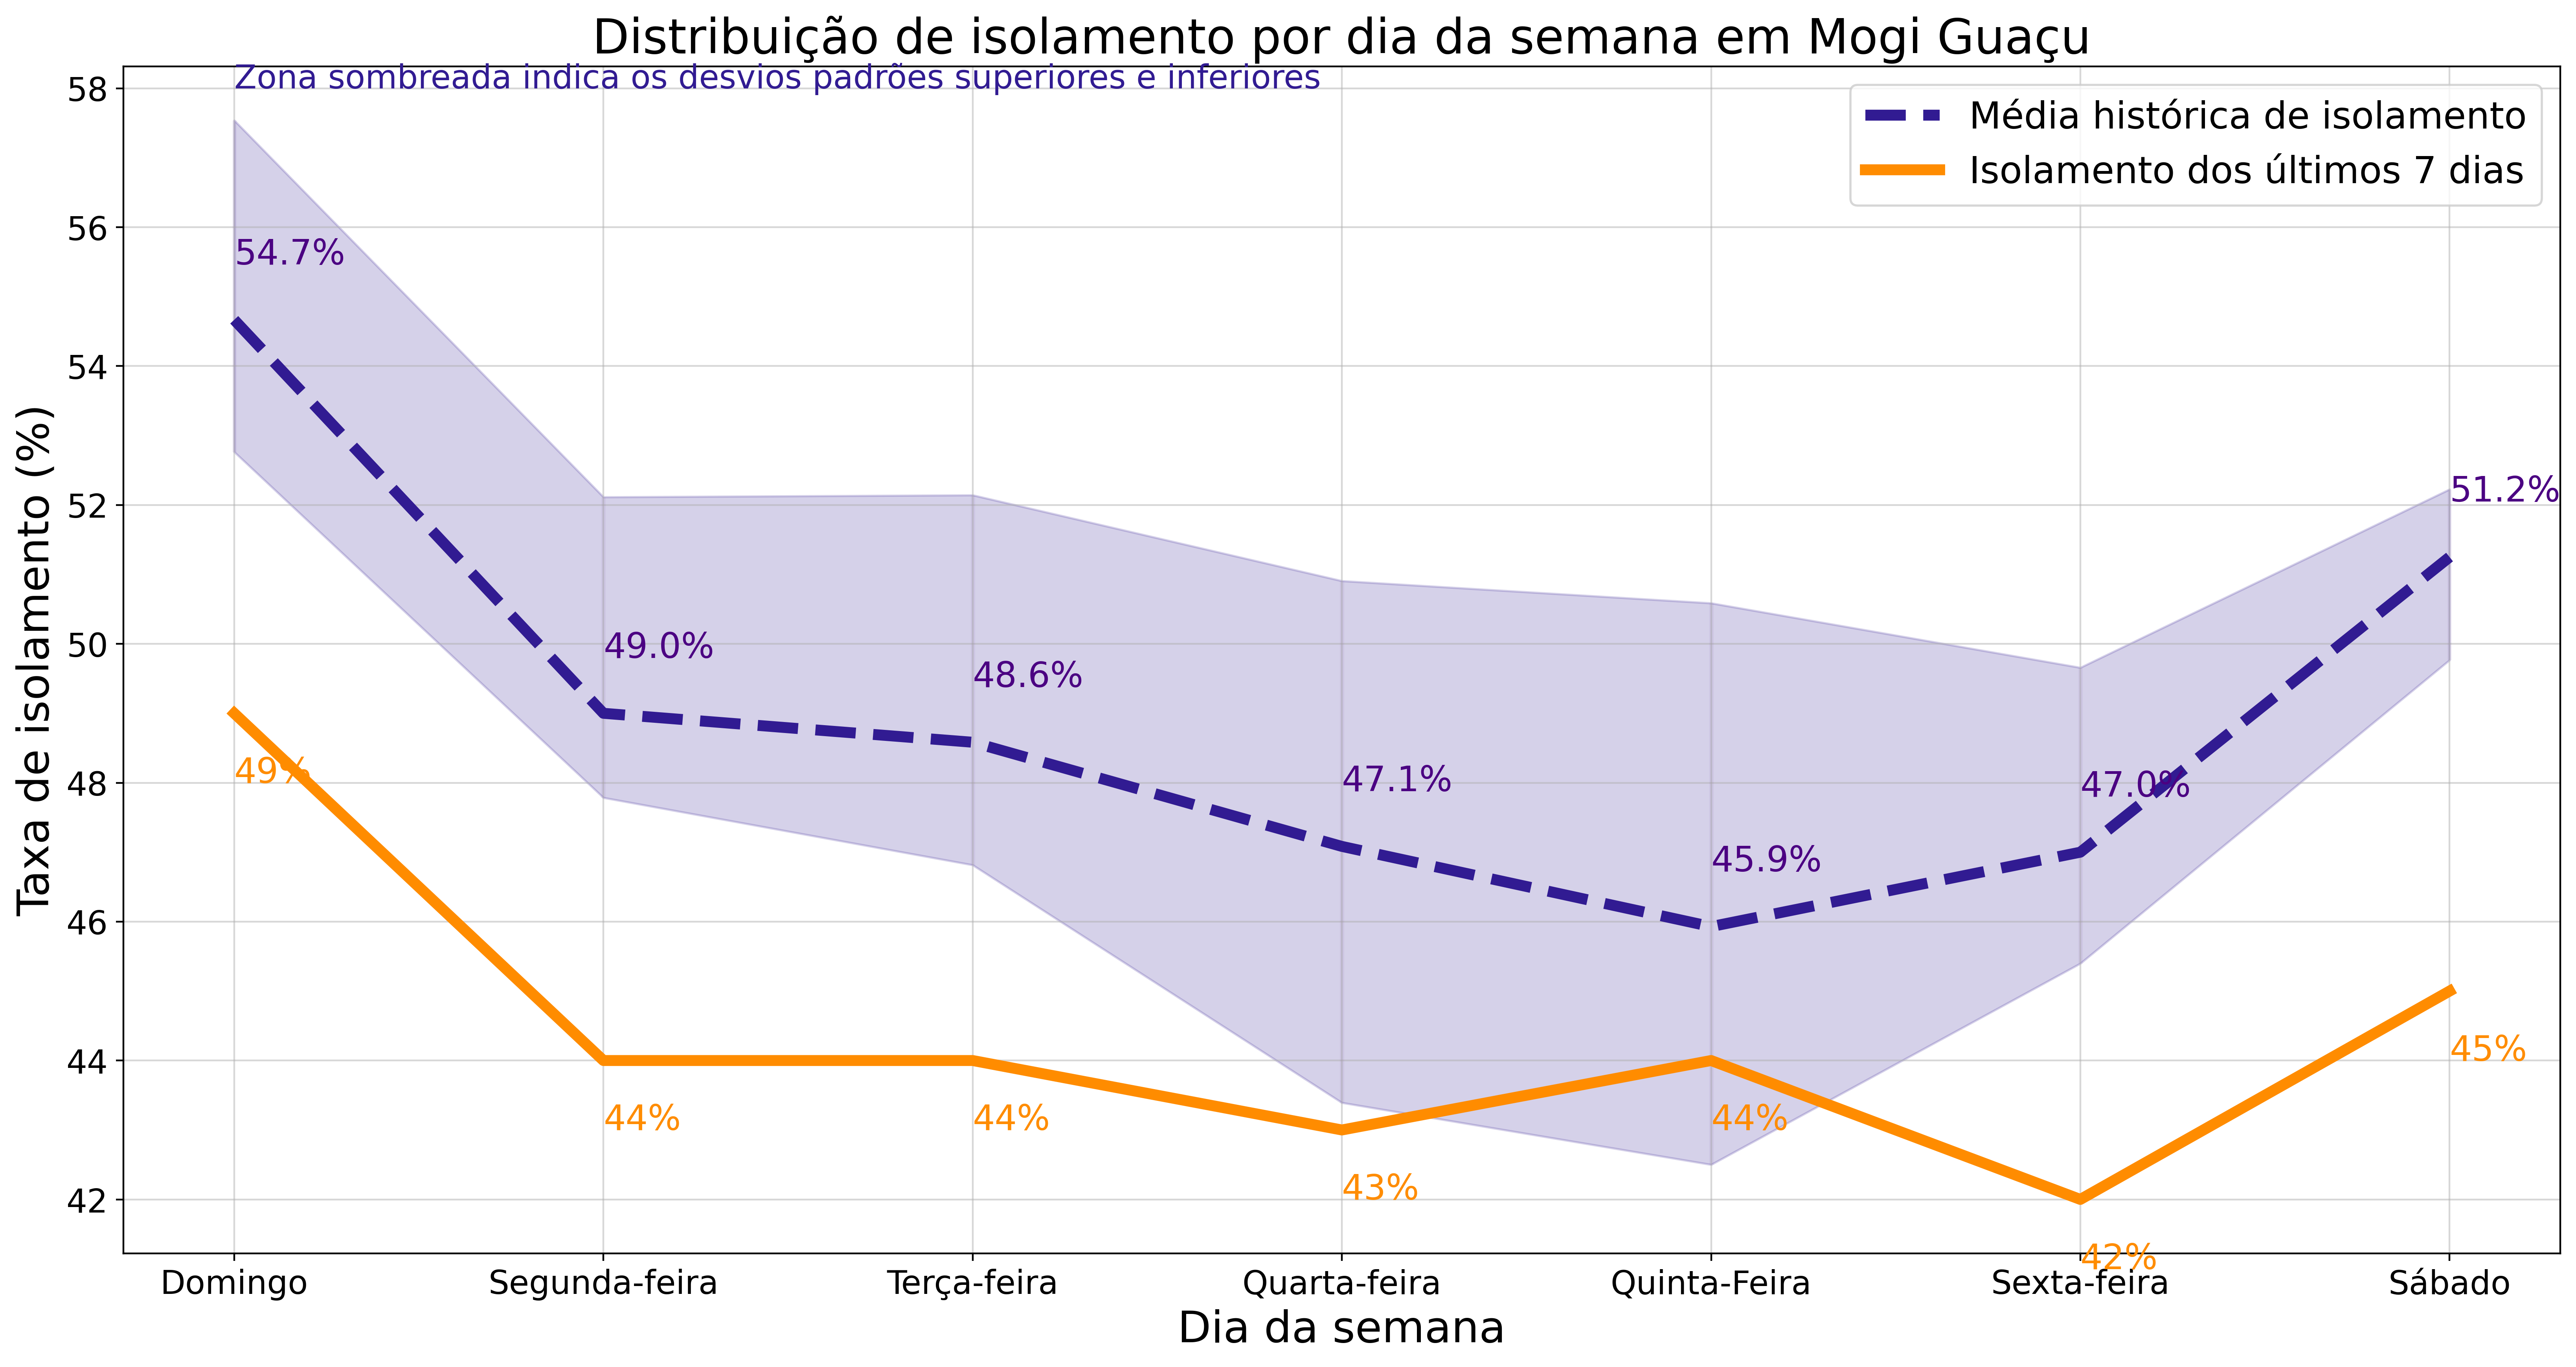 Distribuição de isolamento por dia da semana em Mogi Guaçu
Zona sombreada indica os desvios padrões superiores e inferiores
Média histórica de isolamento
Isolamento dos últimos 7 dias
Taxa de isolamento (%)
58
56
54
52
50
48
46
44
42
54.7%
49.0%
48.6%
47.1%
45.9%
47.0%
51.2%
49%
44%
44%
43%
44%
42%
45%
Domingo
Segunda-feira
Terça-feira
Quarta-feira
Quinta-Feira
Sexta-feira
Sábado
Dia da semana